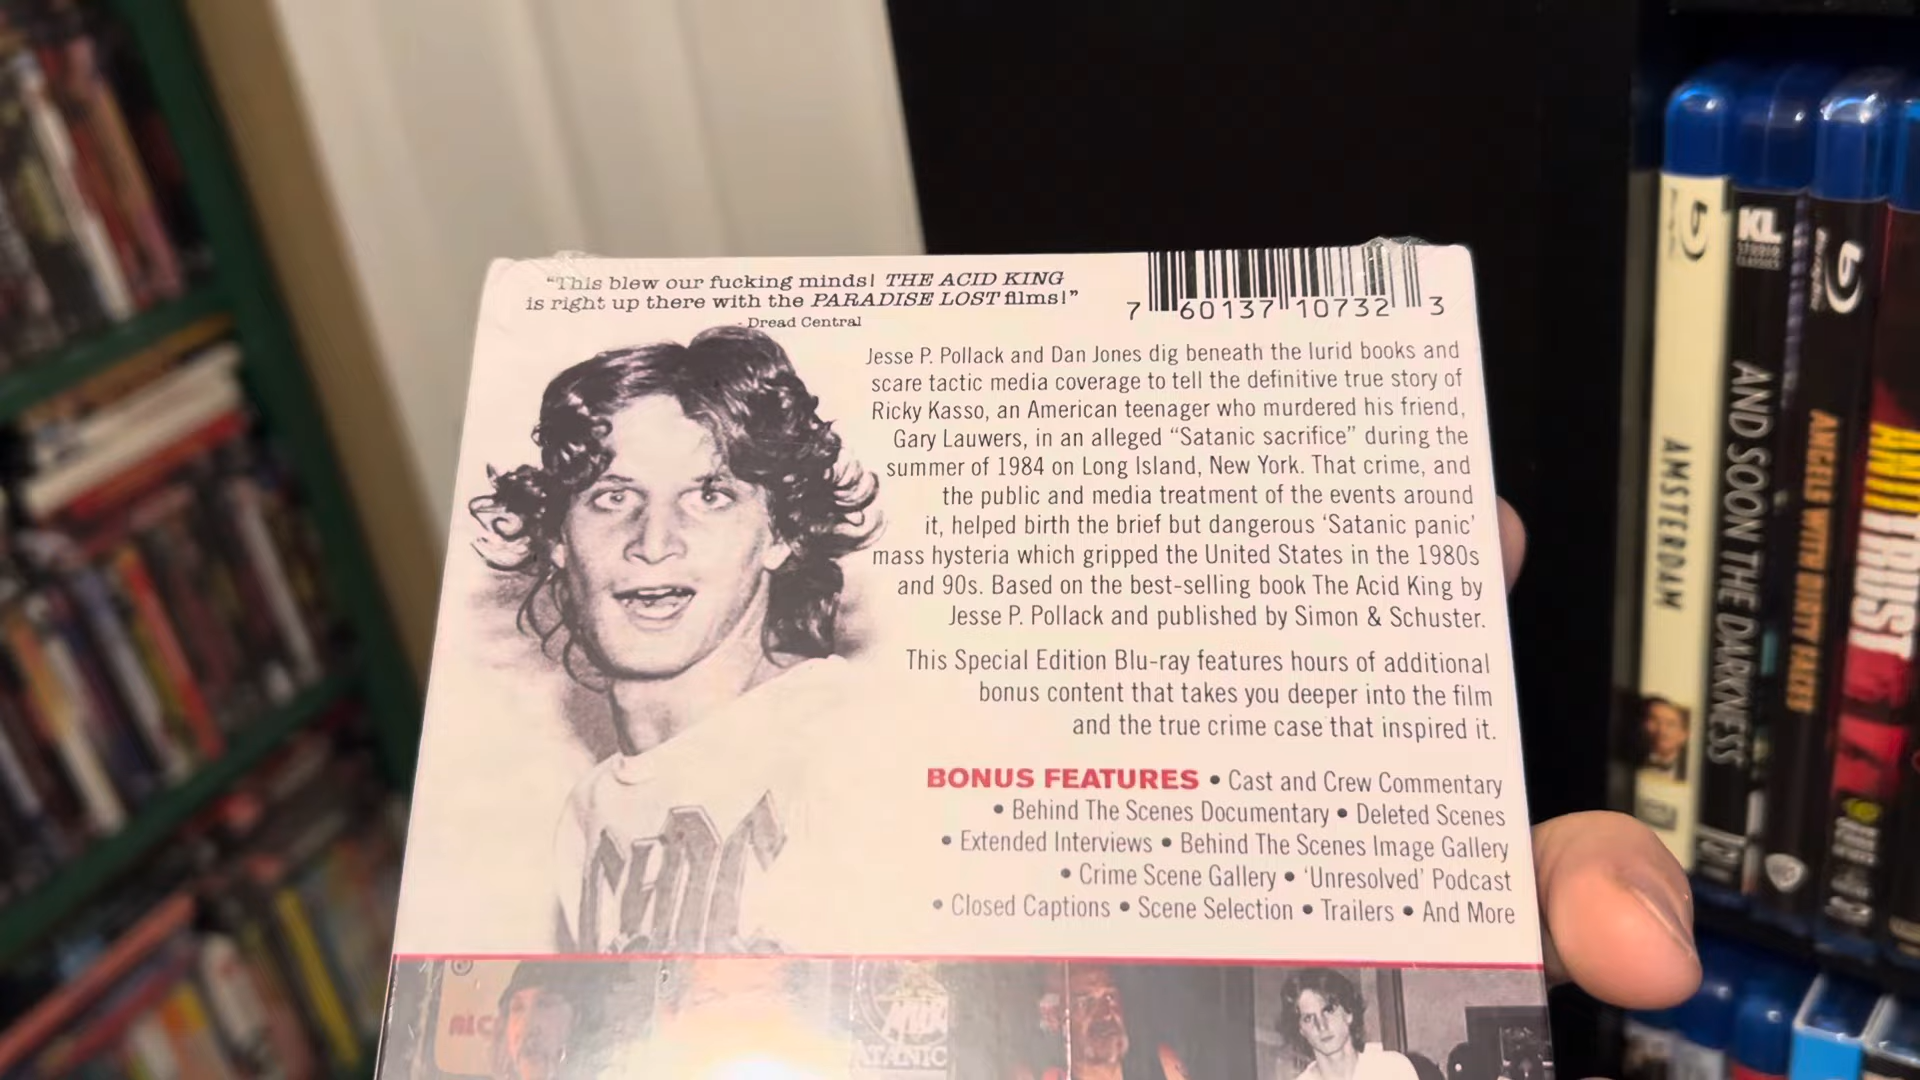 “This blew our fucking minds! THE ACID KING
is right up there with the PARADISE LOST films!”
- Dread Central
7 60137 10732 3
Jesse P. Pollack and Dan Jones dig beneath the lurid books and
scare tactic media coverage to tell the definitive true story of
Ricky Kasso, an American teenager who murdered his friend,
Gary Lauwers, in an alleged “Satanic sacrifice” during the
summer of 1984 on Long Island, New York. That crime, and
the public and media treatment of the events around
it, helped birth the brief but dangerous ‘Satanic panic’
mass hysteria which gripped the United States in the 1980s
and 90s. Based on the best-selling book The Acid King by
Jesse P. Pollack and published by Simon & Schuster.
This Special Edition Blu-ray features hours of additional
bonus content that takes you deeper into the film
and the true crime case that inspired it.
BONUS FEATURES • Cast and Crew Commentary
• Behind The Scenes Documentary • Deleted Scenes
• Extended Interviews • Behind The Scenes Image Gallery
• Crime Scene Gallery • ‘Unresolved’ Podcast
• Closed Captions • Scene Selection • Trailers • And More
AMSTERDAM
KL
STUDIO
CLASSICS
AND SOON THE DARKNESS
ANGELS WITH DIRTY FACES
ANTITRUST